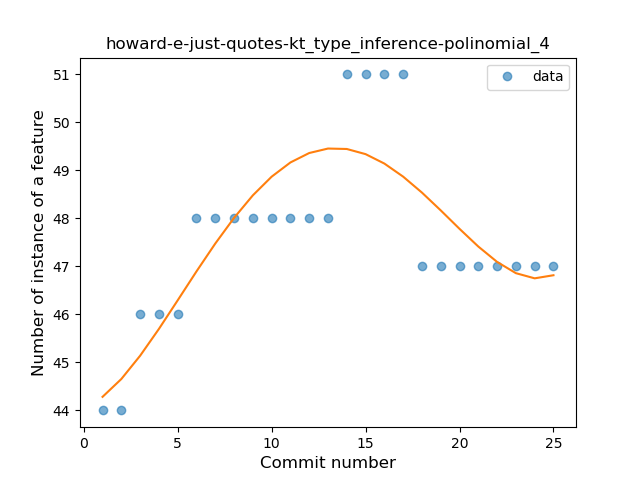 howard-e-just-quotes-kt_type_inference-polinomial_4
data
Number of instance of a feature
51
50
49
48
47
46
45
44
0 5 10 15 20 25
Commit number